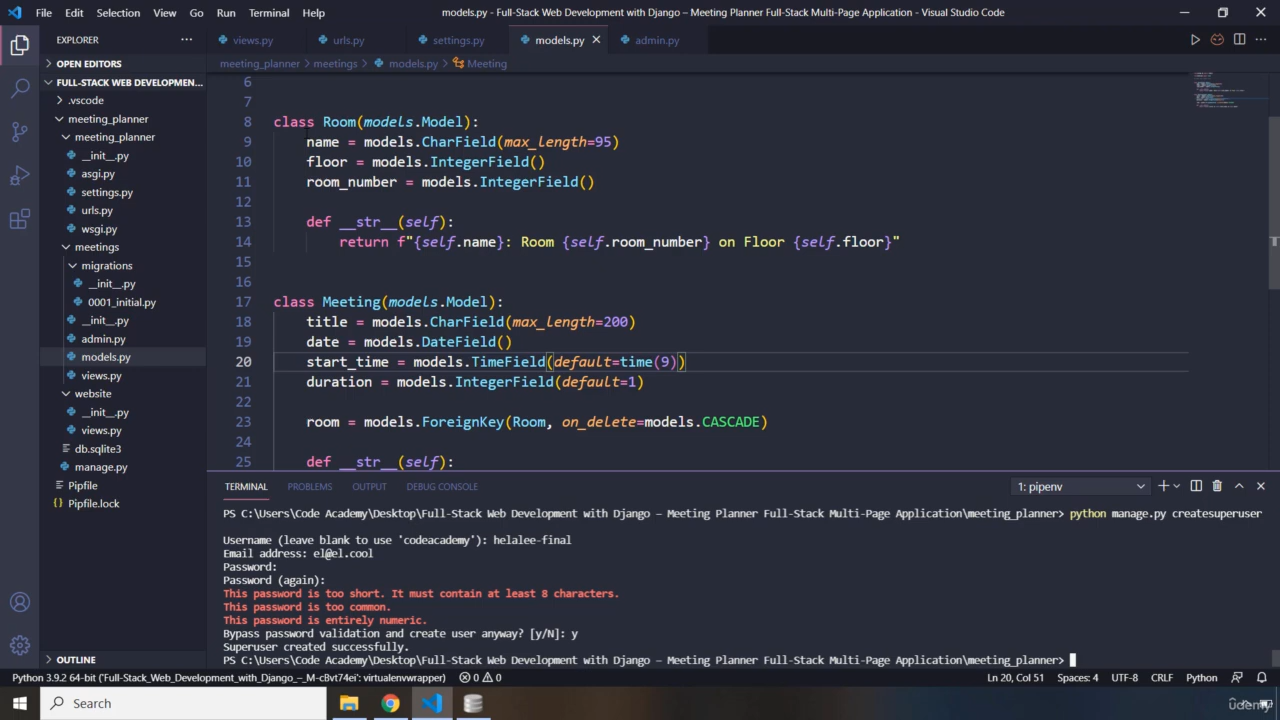 File Edit Selection View Go Run Terminal Help
models.py - Full-Stack Web Development with Django – Meeting Planner Full-Stack Multi-Page Application - Visual Studio Code
EXPLORER
views.py urls.py settings.py models.py admin.py
OPEN EDITORS
meeting_planner > meetings > models.py > Meeting
FULL-STACK WEB DEVELOPMEN...
.vscode
meeting_planner
meeting_planner
__init__.py
asgi.py
settings.py
urls.py
wsgi.py
meetings
migrations
__init__.py
0001_initial.py
__init__.py
admin.py
models.py
views.py
website
__init__.py
views.py
db.sqlite3
manage.py
Pipfile
Pipfile.lock
OUTLINE
6
7
8 class Room(models.Model):
9 name = models.CharField(max_length=95)
10 floor = models.IntegerField()
11 room_number = models.IntegerField()
12
13 def __str__(self):
14 return f"{self.name}: Room {self.room_number} on Floor {self.floor}"
15
16
17 class Meeting(models.Model):
18 title = models.CharField(max_length=200)
19 date = models.DateField()
20 start_time = models.TimeField(default=time(9))
21 duration = models.IntegerField(default=1)
22
23 room = models.ForeignKey(Room, on_delete=models.CASCADE)
24
25 def __str__(self):
TERMINAL PROBLEMS OUTPUT DEBUG CONSOLE 1: pipenv
PS C:\Users\Code Academy\Desktop\Full-Stack Web Development with Django – Meeting Planner Full-Stack Multi-Page Application\meeting_planner> python manage.py createsuperuser
Username (leave blank to use 'codeacademy'): helalee-final
Email address: el@el.cool
Password:
Password (again):
This password is too short. It must contain at least 8 characters.
This password is too common.
This password is entirely numeric.
Bypass password validation and create user anyway? [y/N]: y
Superuser created successfully.
PS C:\Users\Code Academy\Desktop\Full-Stack Web Development with Django – Meeting Planner Full-Stack Multi-Page Application\meeting_planner>
Python 3.9.2 64-bit ('Full-Stack_Web_Development_with_Django_–_M-c8vt74ei': virtualenvwrapper) 0 0 Ln 20, Col 51 Spaces: 4 UTF-8 CRLF Python
Search
udemy